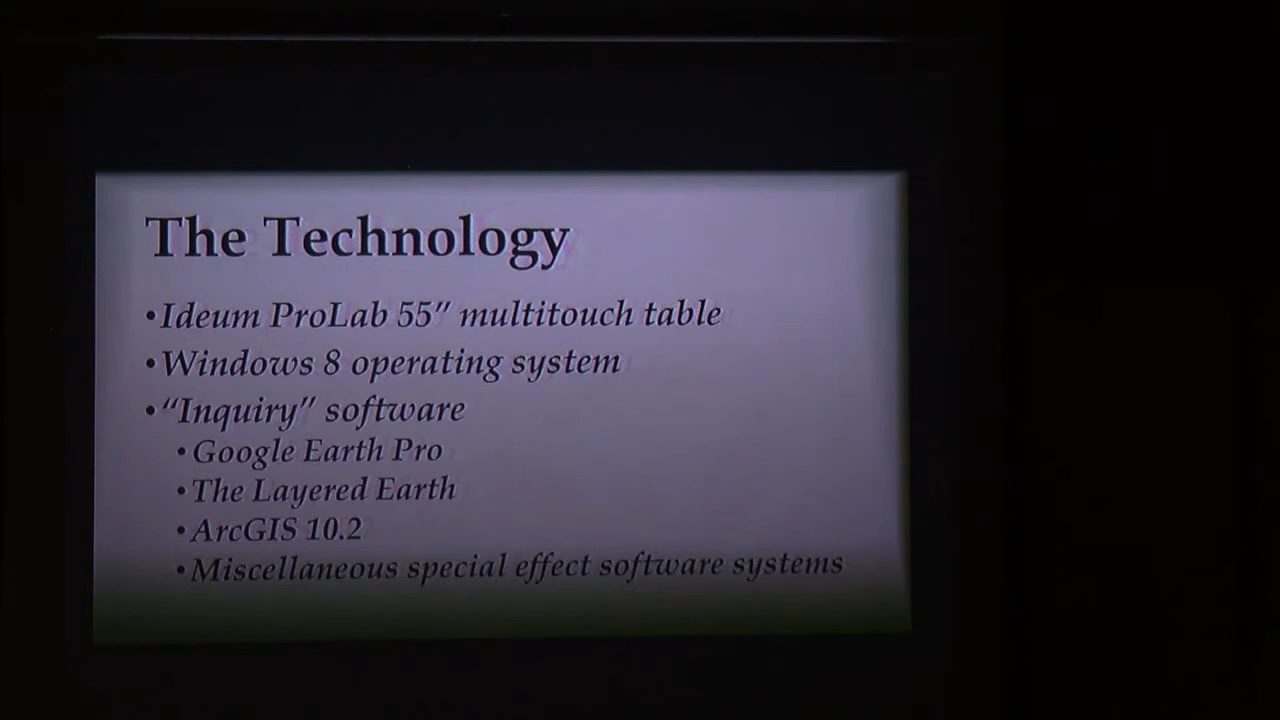 The Technology
•Ideum ProLab 55" multitouch table
•Windows 8 operating system
•“Inquiry” software
•Google Earth Pro
•The Layered Earth
•ArcGIS 10.2
•Miscellaneous special effect software systems